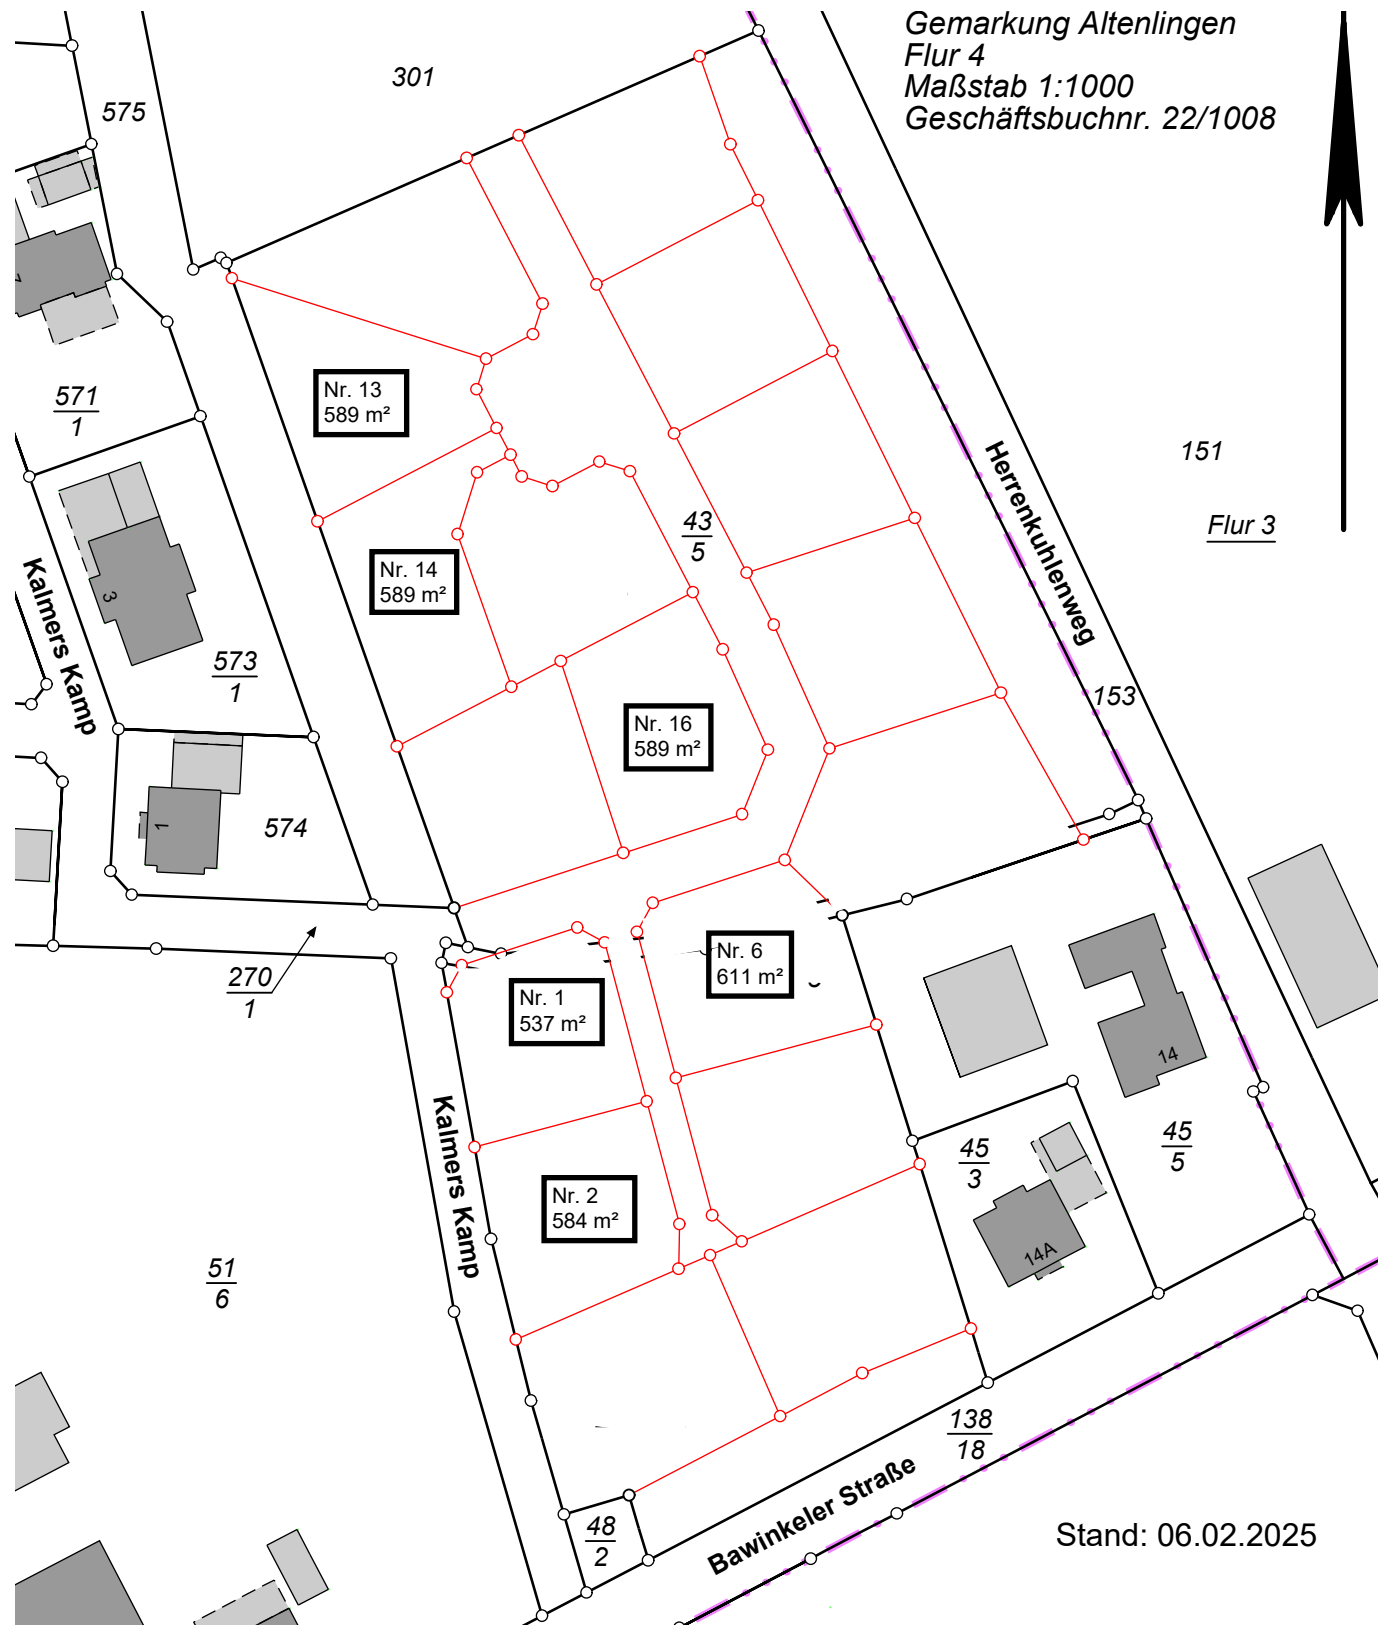 Gemarkung Altenlingen
Flur 4
Maßstab 1:1000
Geschäftsbuchnr. 22/1008
301
575
571
1
Nr. 13
589 m²
151
Flur 3
Herrenkuhlenweg
43
5
Nr. 14
589 m²
Kalmers Kamp
3
573
1
153
Nr. 16
589 m²
1
574
270
1
Nr. 6
611 m²
Nr. 1
537 m²
14
Kalmers Kamp
45
3
45
5
Nr. 2
584 m²
14A
51
6
138
18
Bawinkeler Straße
48
2
Stand: 06.02.2025